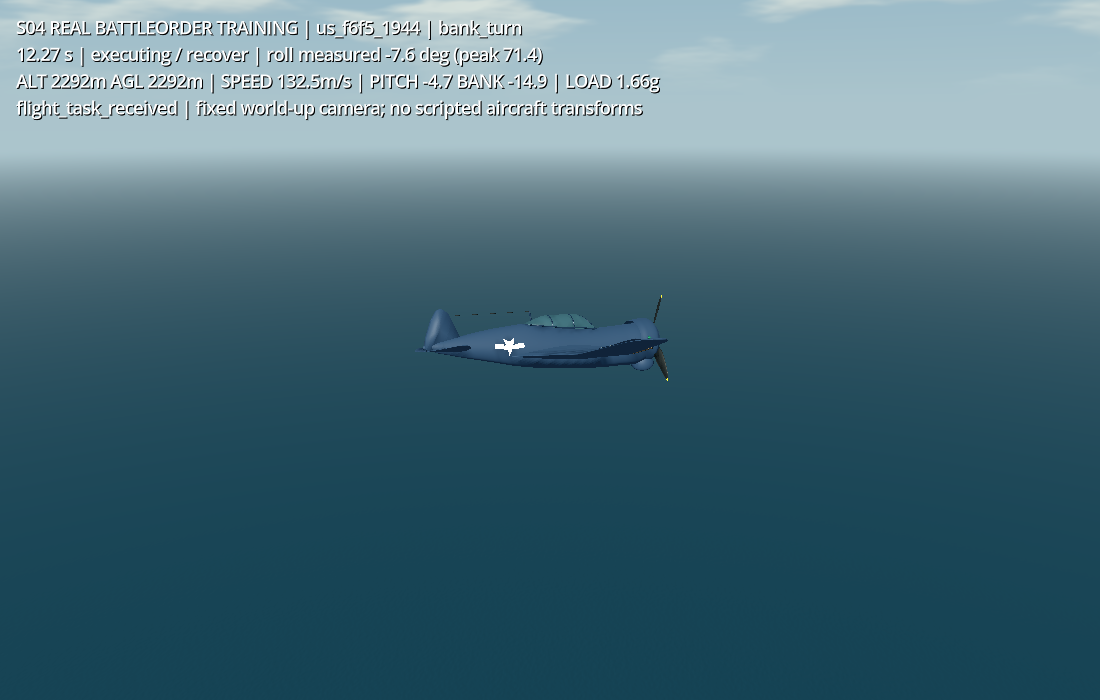 S04 REAL BATTLEORDER TRAINING | us_f6f5_1944 | bank_turn
12.27 s | executing / recover | roll measured -7.6 deg (peak 71.4)
ALT 2292m AGL 2292m | SPEED 132.5m/s | PITCH -4.7 BANK -14.9 | LOAD 1.66g
flight_task_received | fixed world-up camera; no scripted aircraft transforms